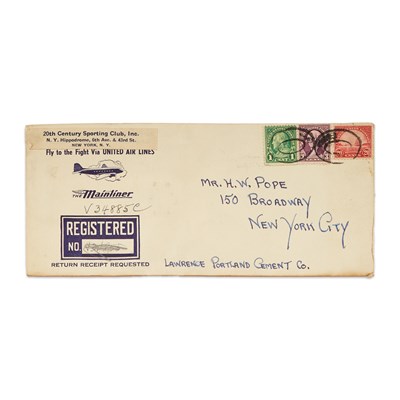 20th Century Sporting Club, Inc.
N. Y. Hippodrome, 6th Ave. & 43rd St.
NEW YORK, N. Y.
Fly to the Fight Via UNITED AIR LINES
THE Mainliner
V34885C
REGISTERED
NO.
RETURN RECEIPT REQUESTED
MR. H.W. POPE
150 BROADWAY
NEW YORK CITY
LAWRENCE PORTLAND CEMENT CO.